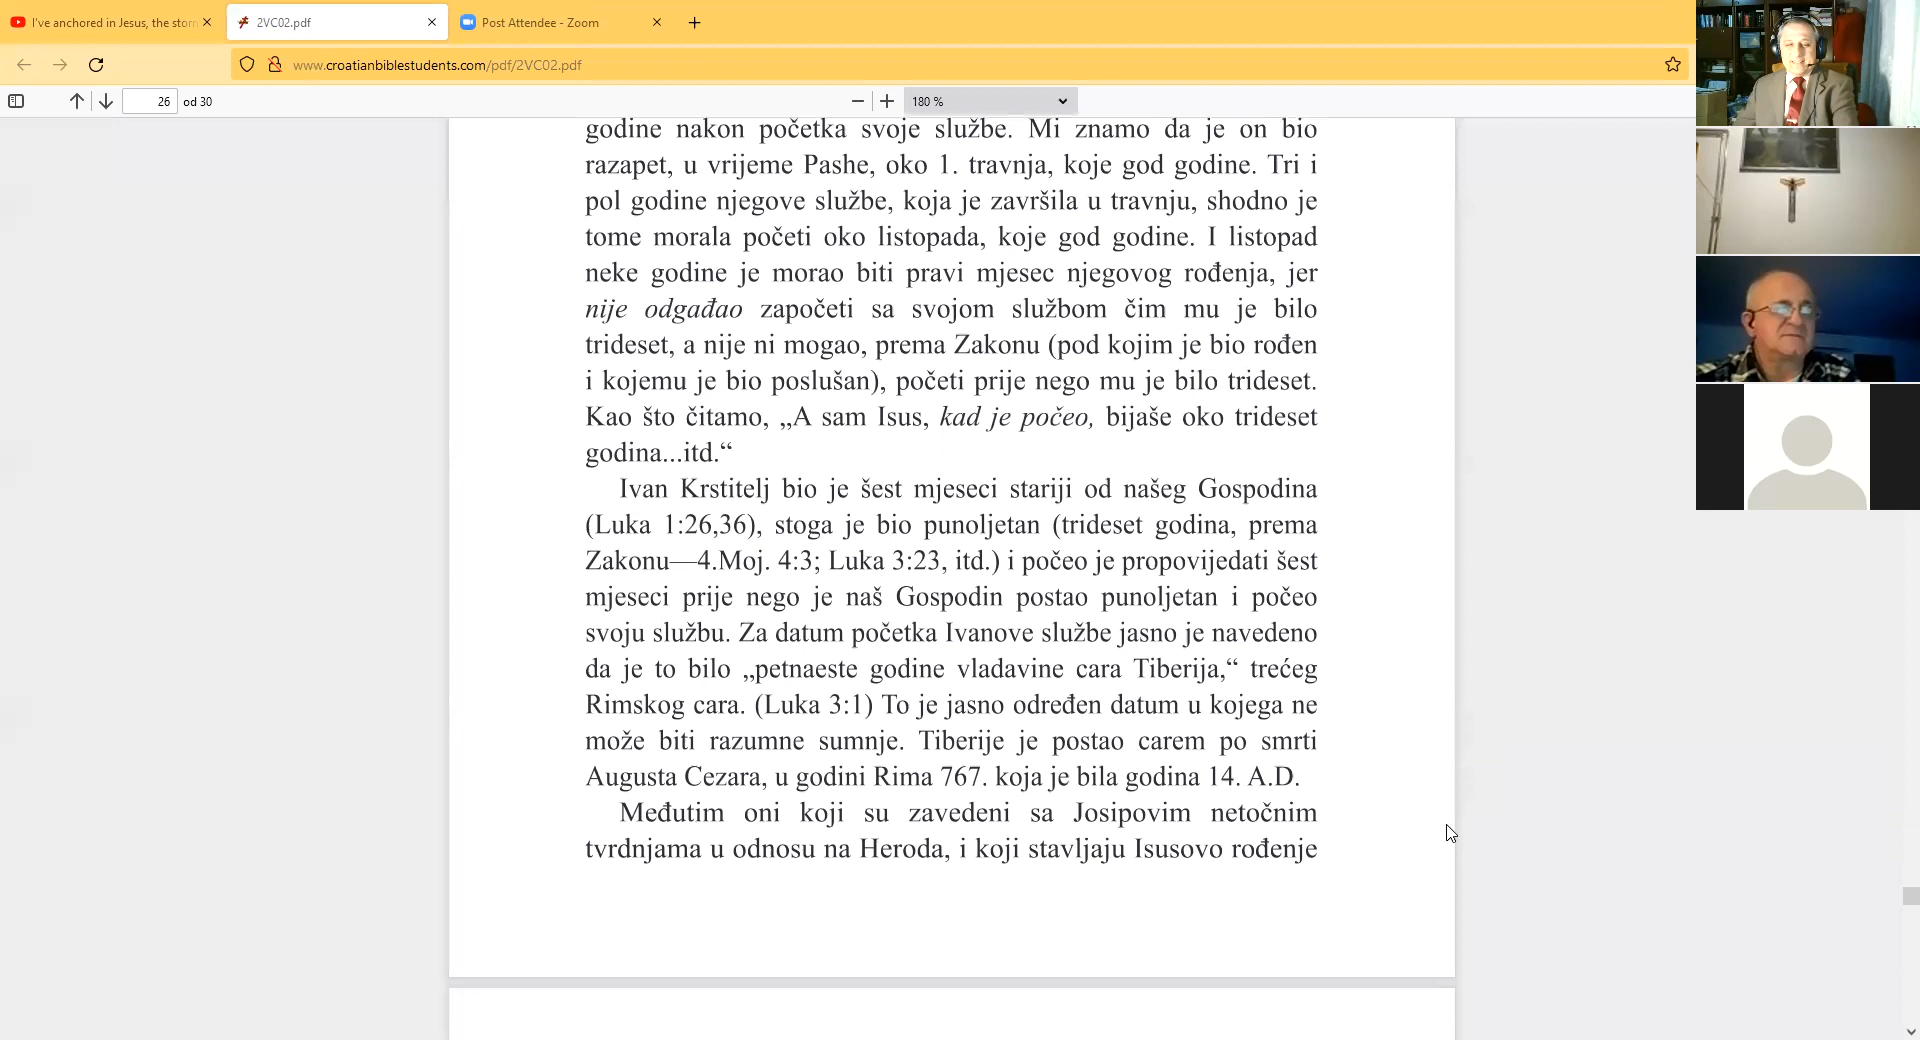 I've anchored in Jesus, the storn
2VC02.pdf
Post Attendee - Zoom
www.croatianbiblestudents.com/pdf/2VC02.pdf
26 od 30
180 %
godine nakon početka svoje službe. Mi znamo da je on bio
razapet, u vrijeme Pashe, oko 1. travnja, koje god godine. Tri i
pol godine njegove službe, koja je završila u travnju, shodno je
tome morala početi oko listopada, koje god godine. I listopad
neke godine je morao biti pravi mjesec njegovog rođenja, jer
nije odgađao započeti sa svojom službom čim mu je bilo
trideset, a nije ni mogao, prema Zakonu (pod kojim je bio rođen
i kojemu je bio poslušan), početi prije nego mu je bilo trideset.
Kao što čitamo, „A sam Isus, kad je počeo, bijaše oko trideset
godina...itd.“
Ivan Krstitelj bio je šest mjeseci stariji od našeg Gospodina
(Luka 1:26,36), stoga je bio punoljetan (trideset godina, prema
Zakonu—4.Moj. 4:3; Luka 3:23, itd.) i počeo je propovijedati šest
mjeseci prije nego je naš Gospodin postao punoljetan i počeo
svoju službu. Za datum početka Ivanove službe jasno je navedeno
da je to bilo „petnaeste godine vladavine cara Tiberija,“ trećeg
Rimskog cara. (Luka 3:1) To je jasno određen datum u kojega ne
može biti razumne sumnje. Tiberije je postao carem po smrti
Augusta Cezara, u godini Rima 767. koja je bila godina 14. A.D.
Međutim oni koji su zavedeni sa Josipovim netočnim
tvrdnjama u odnosu na Heroda, i koji stavljaju Isusovo rođenje